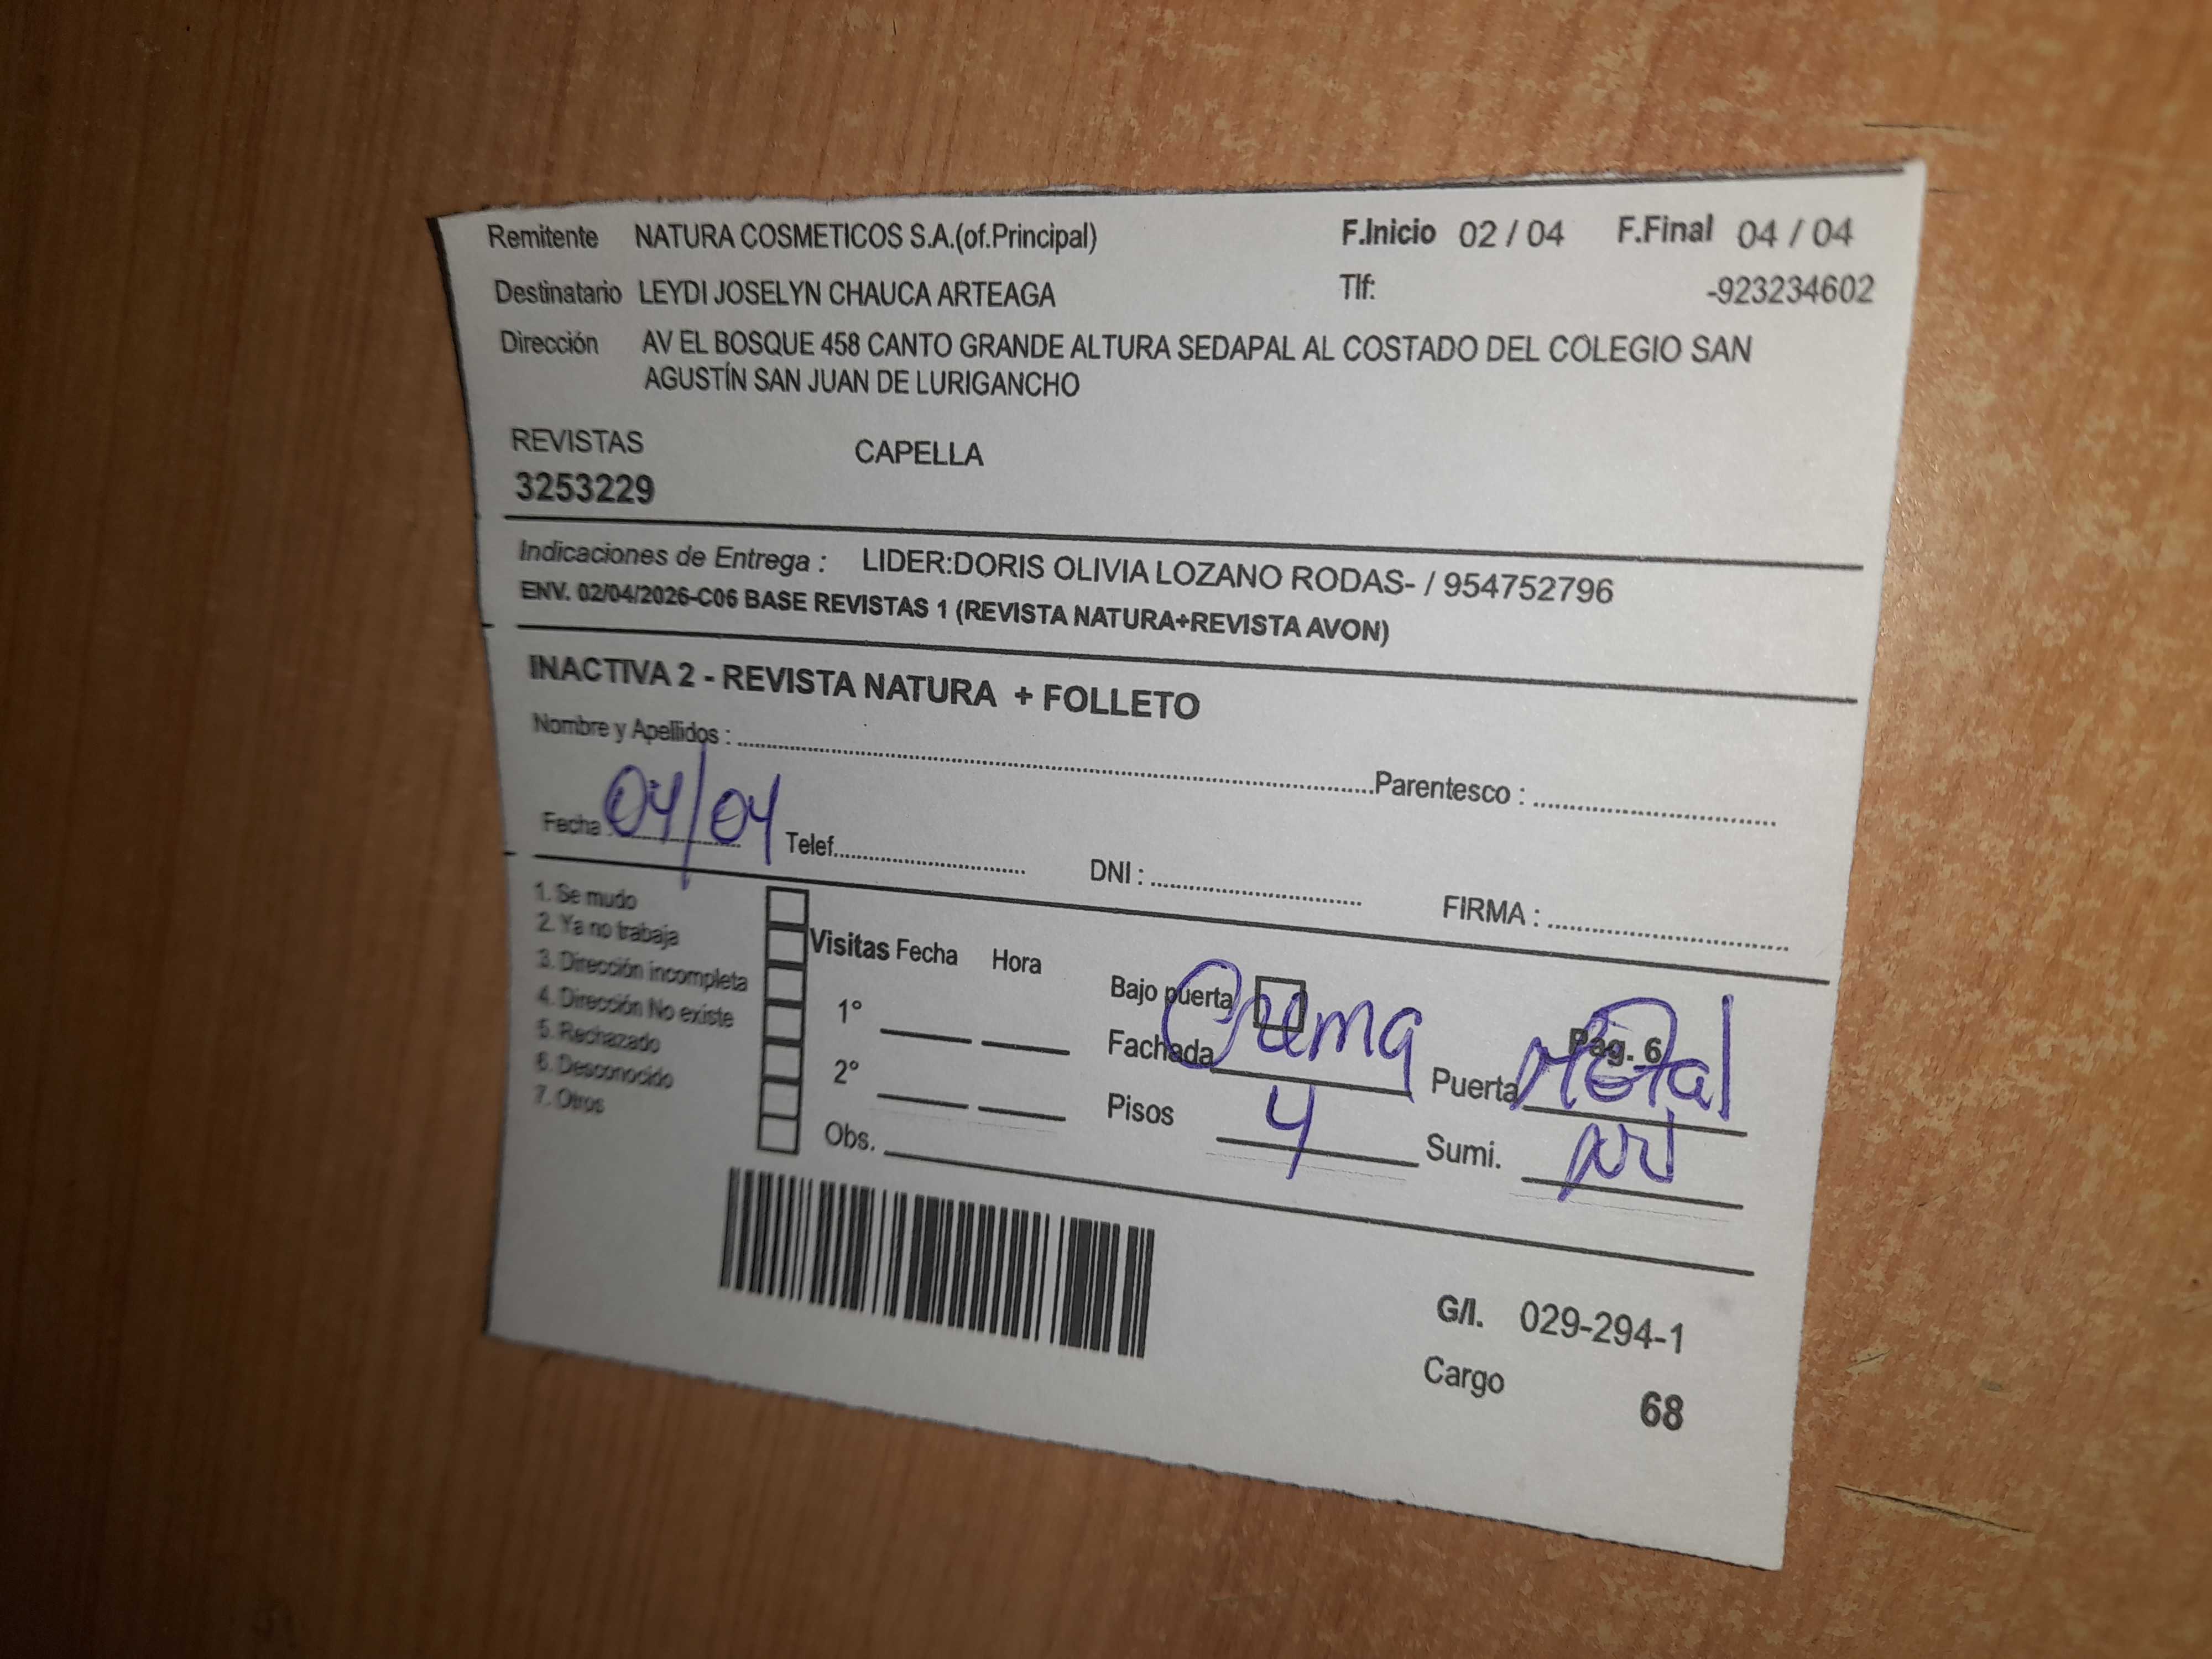 Remitente NATURA COSMETICOS S.A.(of.Principal) F.Inicio 02 / 04 F.Final 04 / 04
Destinatario LEYDI JOSELYN CHAUCA ARTEAGA Tlf: -923234602
Dirección AV EL BOSQUE 458 CANTO GRANDE ALTURA SEDAPAL AL COSTADO DEL COLEGIO SAN
AGUSTÍN SAN JUAN DE LURIGANCHO
REVISTAS CAPELLA
3253229
Indicaciones de Entrega : LIDER:DORIS OLIVIA LOZANO RODAS- / 954752796
ENV. 02/04/2026-C06 BASE REVISTAS 1 (REVISTA NATURA+REVISTA AVON)
INACTIVA 2 - REVISTA NATURA + FOLLETO
Nombre y Apellidos : Parentesco :
Fecha : 04/04 Telef. DNI : FIRMA :
1. Se mudo
2. Ya no trabaja
3. Dirección incompleta
4. Dirección No existe
5. Rechazado
6. Desconocido
7. Otros
Visitas Fecha Hora
1°
2°
Obs.
Bajo puerta Pág. 6
Fachada Crema Puerta Metal
Pisos 4 Sumi.
G/I. 029-294-1
Cargo 68